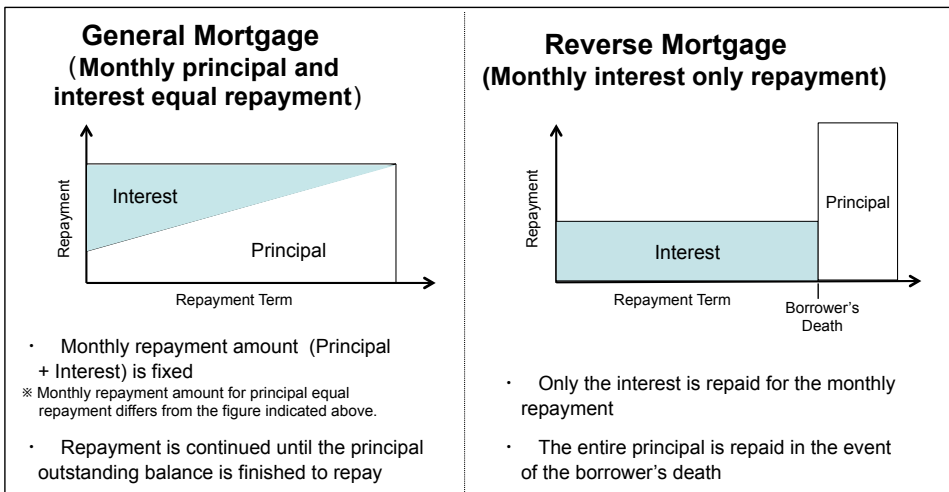 General Mortgage
(Monthly principal and
interest equal repayment)
Repayment
Interest
Principal
Repayment Term
・ Monthly repayment amount (Principal
+ Interest) is fixed
※ Monthly repayment amount for principal equal
repayment differs from the figure indicated above.
・ Repayment is continued until the principal
outstanding balance is finished to repay
Reverse Mortgage
(Monthly interest only repayment)
Repayment
Interest
Principal
Repayment Term
Borrower's
Death
・ Only the interest is repaid for the monthly
repayment
・ The entire principal is repaid in the event
of the borrower's death